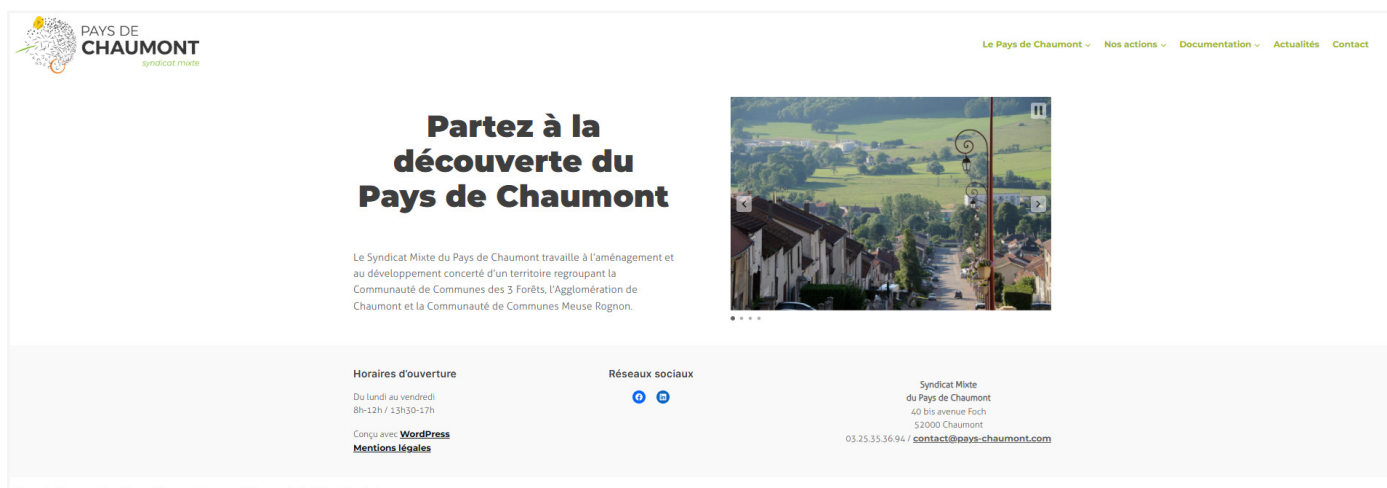 PAYS DE
CHAUMONT
syndicat mixte
Le Pays de Chaumont
Nos actions
Documentation
Actualités
Contact
Partez à la
découverte du
Pays de Chaumont
Le Syndicat Mixte du Pays de Chaumont travaille à l'aménagement et
au développement concerté d'un territoire regroupant la
Communauté de Communes des 3 Forêts, l'Agglomération de
Chaumont et la Communauté de Communes Meuse Rognon.
Horaires d'ouverture
Du lundi au vendredi
8h-12h / 13h30-17h
Conçu avec WordPress
Mentions légales
Réseaux sociaux
Syndicat Mixte
du Pays de Chaumont
40 bis avenue Foch
52000 Chaumont
03.25.35.36.94 / contact@pays-chaumont.com